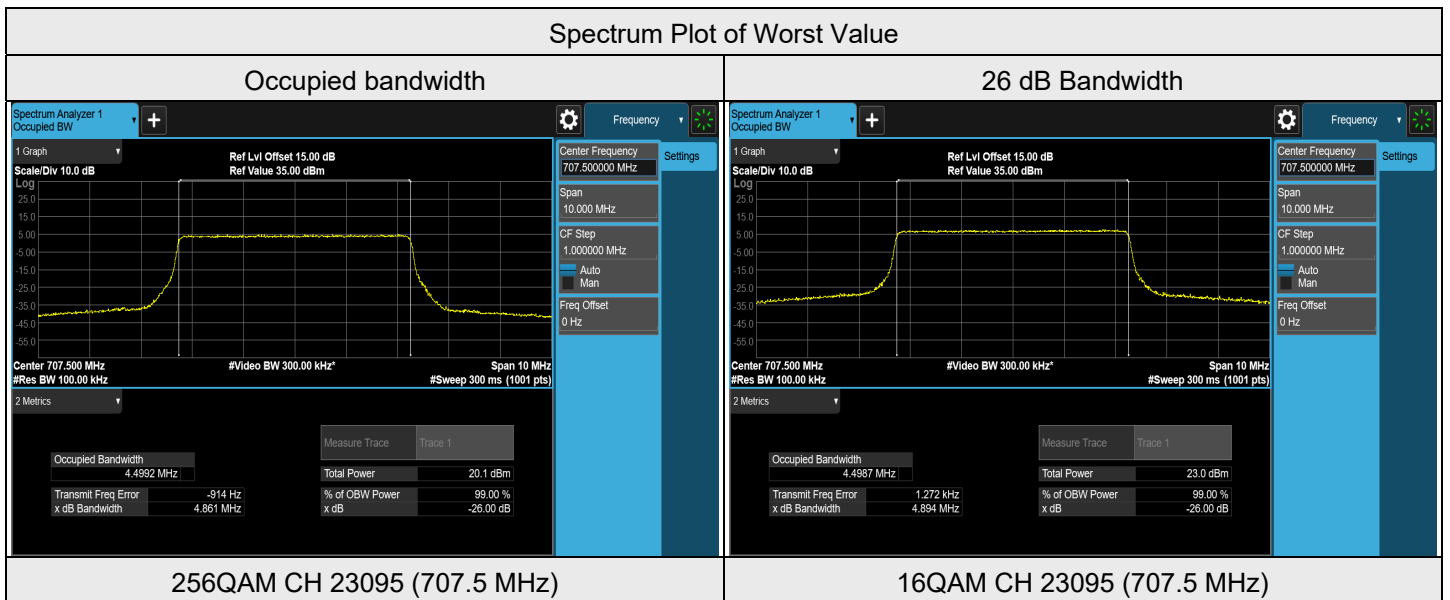 Spectrum Plot of Worst Value
Occupied bandwidth
26 dB Bandwidth
Spectrum Analyzer 1
Occupied BW
+
Frequency
1 Graph
Scale/Div 10.0 dB
Ref Lvl Offset 15.00 dB
Ref Value 35.00 dBm
Log
25.0
15.0
5.00
-5.00
-15.0
-25.0
-35.0
-45.0
-55.0
Center 707.500 MHz
#Res BW 100.00 kHz
#Video BW 300.00 kHz*
Span 10 MHz
#Sweep 300 ms (1001 pts)
Center Frequency
707.500000 MHz
Settings
Span
10.000 MHz
CF Step
1.000000 MHz
Auto
Man
Freq Offset
0 Hz
2 Metrics
Measure Trace Trace 1
Occupied Bandwidth
4.4992 MHz
Total Power 20.1 dBm
Transmit Freq Error -914 Hz
% of OBW Power 99.00 %
x dB Bandwidth 4.861 MHz
x dB -26.00 dB
Spectrum Analyzer 1
Occupied BW
+
Frequency
1 Graph
Scale/Div 10.0 dB
Ref Lvl Offset 15.00 dB
Ref Value 35.00 dBm
Log
25.0
15.0
5.00
-5.00
-15.0
-25.0
-35.0
-45.0
-55.0
Center 707.500 MHz
#Res BW 100.00 kHz
#Video BW 300.00 kHz*
Span 10 MHz
#Sweep 300 ms (1001 pts)
Center Frequency
707.500000 MHz
Settings
Span
10.000 MHz
CF Step
1.000000 MHz
Auto
Man
Freq Offset
0 Hz
2 Metrics
Measure Trace Trace 1
Occupied Bandwidth
4.4987 MHz
Total Power 23.0 dBm
Transmit Freq Error 1.272 kHz
% of OBW Power 99.00 %
x dB Bandwidth 4.894 MHz
x dB -26.00 dB
256QAM CH 23095 (707.5 MHz)
16QAM CH 23095 (707.5 MHz)